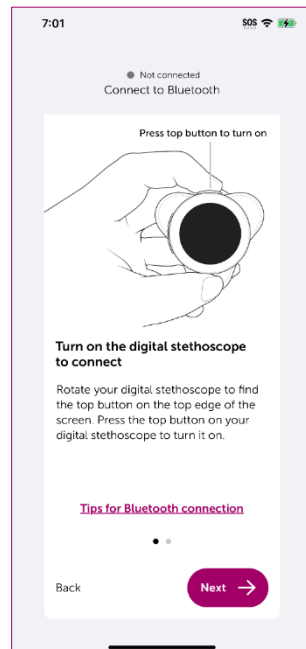 7:01
SOS
Not connected
Connect to Bluetooth
Press top button to turn on
Turn on the digital stethoscope
to connect
Rotate your digital stethoscope to find
the top button on the top edge of the
screen. Press the top button on your
digital stethoscope to turn it on.
Tips for Bluetooth connection
Back
Next